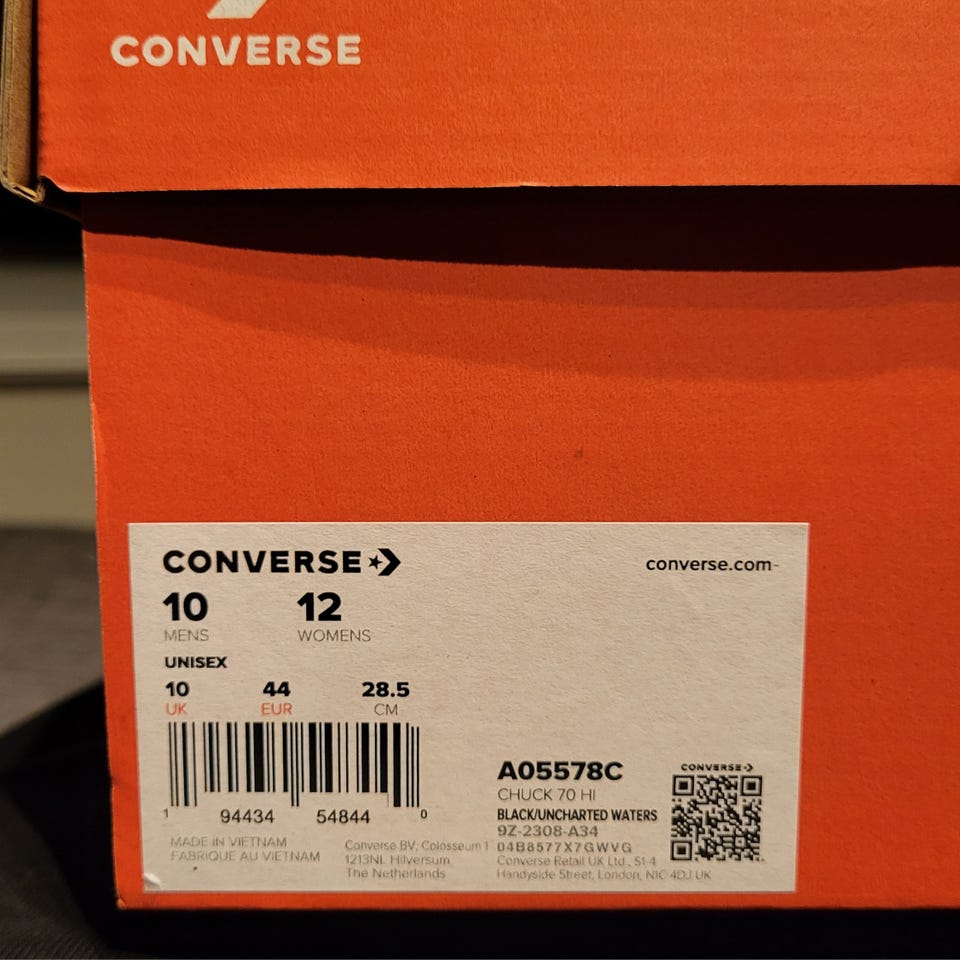 CONVERSE
CONVERSE
converse.com
10 12
MENS WOMENS
UNISEX
10 44 28.5
UK EUR CM
1 94434 54844 0
MADE IN VIETNAM
FABRIQUE AU VIETNAM
Converse BV, Colosseum 1
1213NL Hilversum
The Netherlands
A05578C
CHUCK 70 HI
BLACK/UNCHARTED WATERS
9Z-2308-A34
04B8577X7GWVG
Converse Retail UK Ltd., S1-4
Handyside Street, London, N1C 4DJ UK
CONVERSE